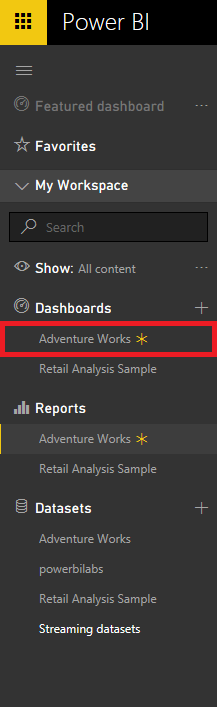 Power BI
Featured dashboard ...
Favorites
My Workspace
Search
Show: All content ...
Dashboards +
Adventure Works
Retail Analysis Sample
Reports
Adventure Works
Retail Analysis Sample
Datasets +
Adventure Works
powerbilabs
Retail Analysis Sample
Streaming datasets